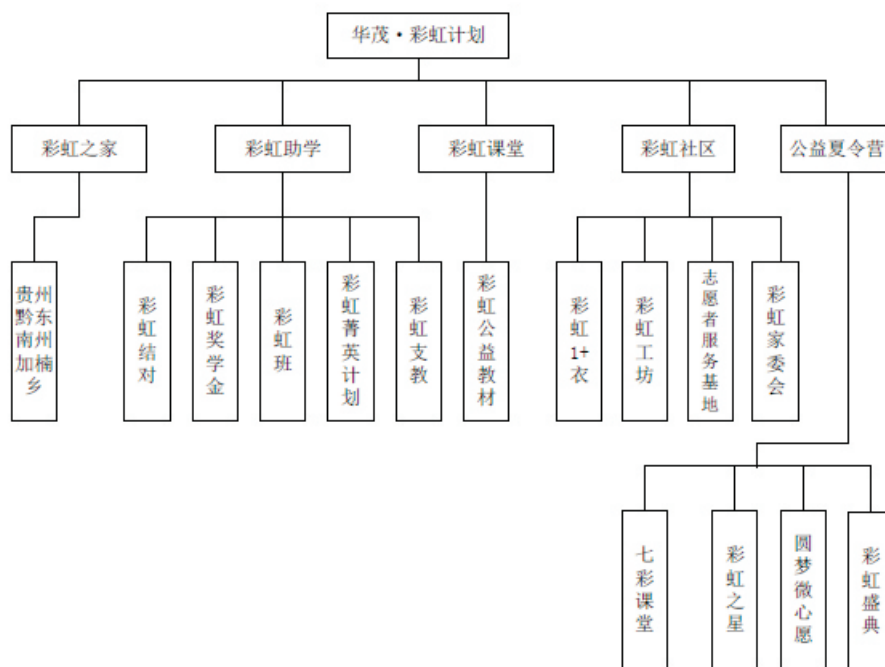 华茂·彩虹计划
彩虹之家
彩虹助学
彩虹课堂
彩虹社区
公益夏令营
贵州
黔东
南州
加楠
乡
彩虹结对
彩虹奖学金
彩虹班
彩虹菁英计划
彩虹支教
彩虹公益教材
彩虹1+衣
彩虹工坊
志愿者服务基地
彩虹家委会
七彩课堂
彩虹之星
圆梦微心愿
彩虹盛典